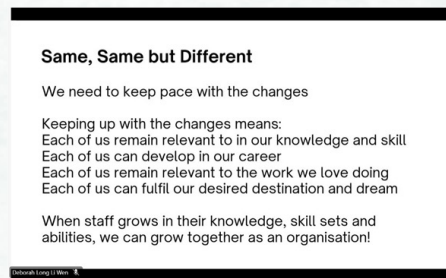 Same, Same but Different
We need to keep pace with the changes
Keeping up with the changes means:
Each of us remain relevant to in our knowledge and skill
Each of us can develop in our career
Each of us remain relevant to the work we love doing
Each of us can fulfil our desired destination and dream
When staff grows in their knowledge, skill sets and
abilities, we can grow together as an organisation!
Deborah Long Li Wen